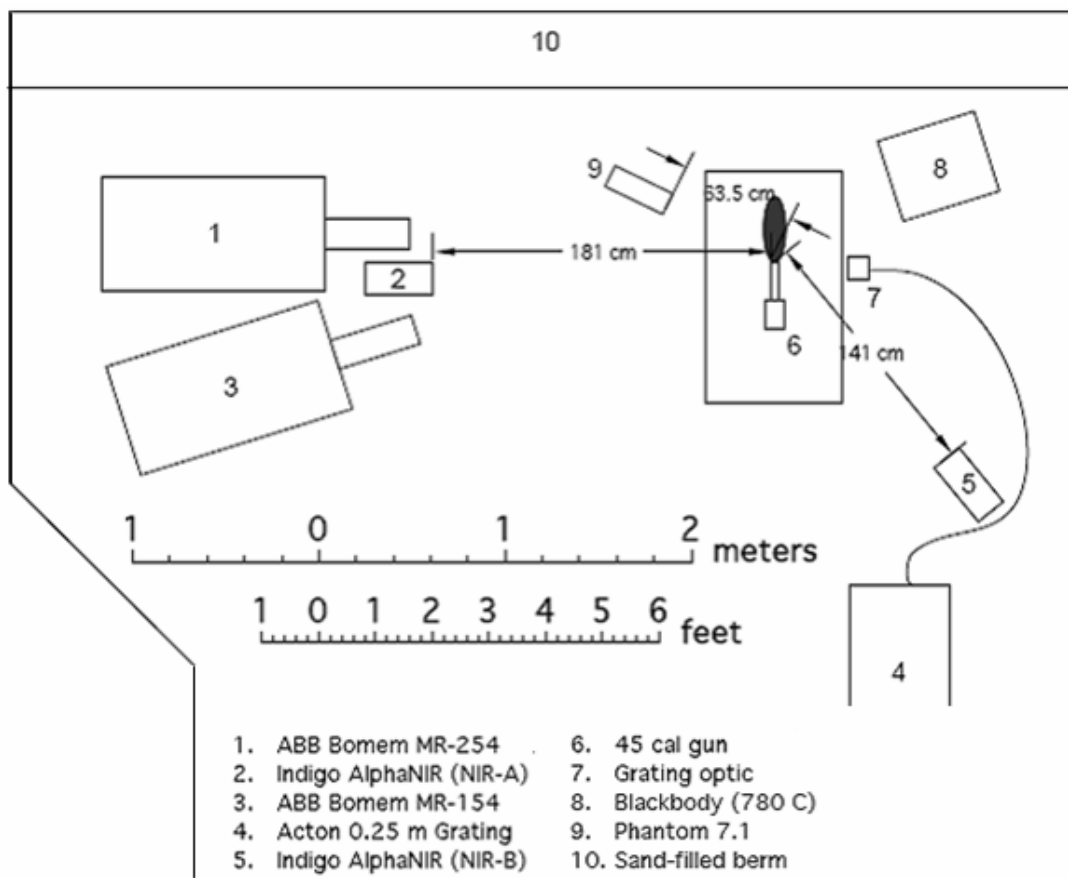 10
9
8
63.5 cm
1
181 cm
2
7
6
141 cm
3
5
1 0 1 2 meters
1 0 1 2 3 4 5 6 feet
4
1. ABB Bomem MR-254
2. Indigo AlphaNIR (NIR-A)
3. ABB Bomem MR-154
4. Acton 0.25 m Grating
5. Indigo AlphaNIR (NIR-B)
6. 45 cal gun
7. Grating optic
8. Blackbody (780 C)
9. Phantom 7.1
10. Sand-filled berm